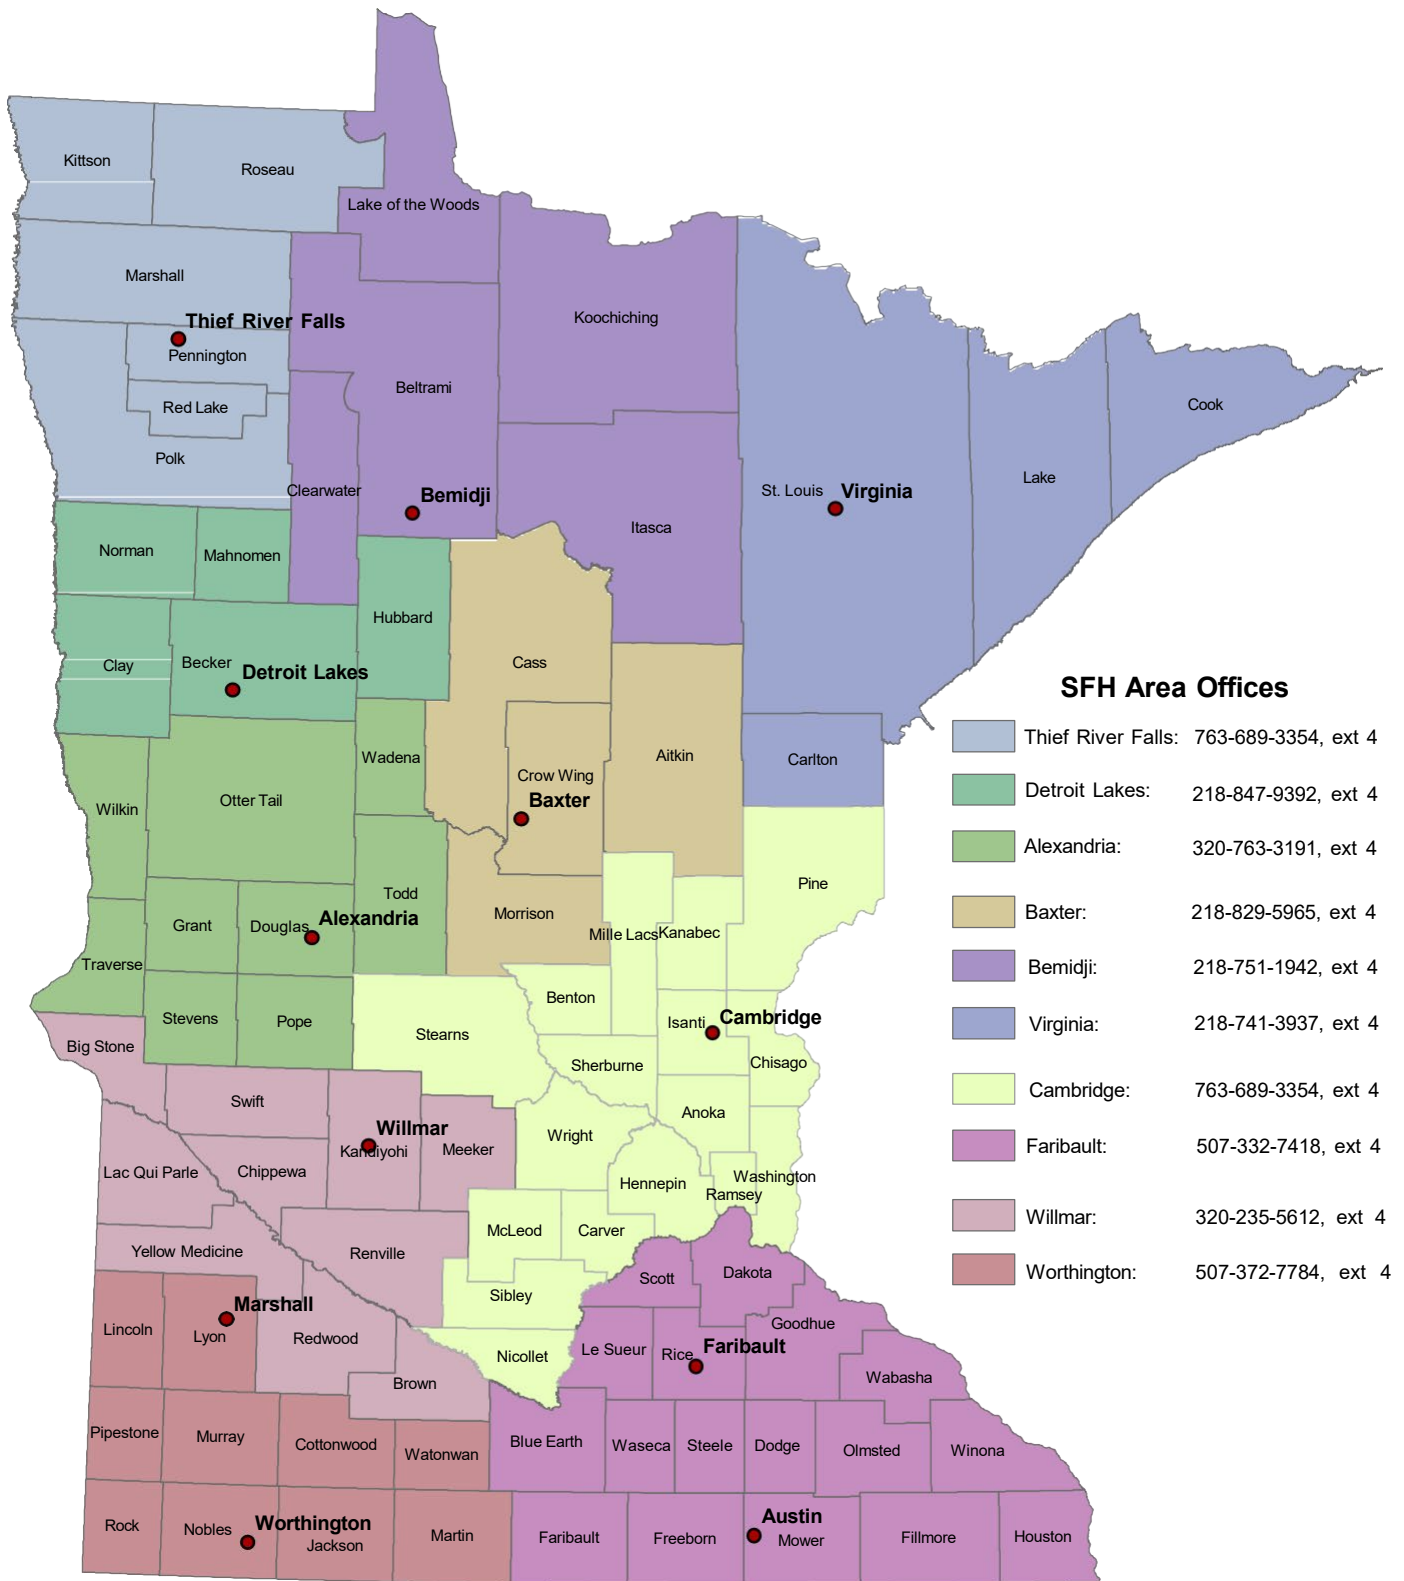 Kittson
Roseau
Lake of the Woods
Marshall
Koochiching
Thief River Falls
Pennington
Beltrami
Red Lake
Cook
Polk
Lake
Clearwater
Bemidji
St. Louis
Virginia
Itasca
Norman
Mahnomen
Hubbard
Clay
Becker
Detroit Lakes
Cass
Wadena
Aitkin
Carlton
Crow Wing
Baxter
Otter Tail
Wilkin
Pine
Todd
Morrison
Grant
Douglas
Alexandria
Mille Lacs
Kanabec
Traverse
Benton
Stevens
Pope
Stearns
Isanti
Cambridge
Big Stone
Sherburne
Chisago
Swift
Anoka
Willmar
Kandiyohi
Meeker
Wright
Lac Qui Parle
Chippewa
Hennepin
Washington
Ramsey
McLeod
Carver
Yellow Medicine
Renville
Scott
Dakota
Sibley
Marshall
Lincoln
Lyon
Redwood
Goodhue
Nicollet
Le Sueur
Rice
Faribault
Brown
Wabasha
Pipestone
Murray
Cottonwood
Watonwan
Blue Earth
Waseca
Steele
Dodge
Olmsted
Winona
Rock
Nobles
Worthington
Jackson
Martin
Faribault
Freeborn
Austin
Mower
Fillmore
Houston
SFH Area Offices
Thief River Falls: 763-689-3354, ext 4
Detroit Lakes: 218-847-9392, ext 4
Alexandria: 320-763-3191, ext 4
Baxter: 218-829-5965, ext 4
Bemidji: 218-751-1942, ext 4
Virginia: 218-741-3937, ext 4
Cambridge: 763-689-3354, ext 4
Faribault: 507-332-7418, ext 4
Willmar: 320-235-5612, ext 4
Worthington: 507-372-7784, ext 4